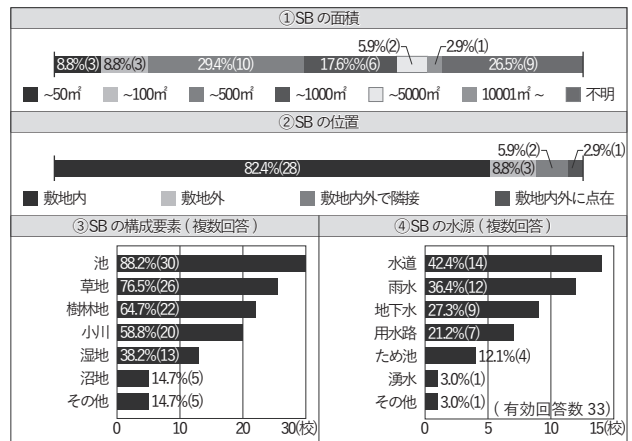 ①SBの面積
5.9%(2) 2.9%(1)
8.8%(3) 8.8%(3) 29.4%(10) 17.6%%(6) 26.5%(9)
~50㎡ ~100㎡ ~500㎡ ~1000㎡ ~5000㎡ 10001㎡~ 不明
②SBの位置
5.9%(2) 2.9%(1)
82.4%(28) 8.8%(3)
敷地内 敷地外 敷地内外で隣接 敷地内外に点在
③SBの構成要素(複数回答)
池 88.2%(30)
草地 76.5%(26)
樹林地 64.7%(22)
小川 58.8%(20)
湿地 38.2%(13)
沼地 14.7%(5)
その他 14.7%(5)
0 10 20 30(校)
④SBの水源(複数回答)
水道 42.4%(14)
雨水 36.4%(12)
地下水 27.3%(9)
用水路 21.2%(7)
ため池 12.1%(4)
湧水 3.0%(1)
その他 3.0%(1)
(有効回答数33)
0 5 10 15(校)